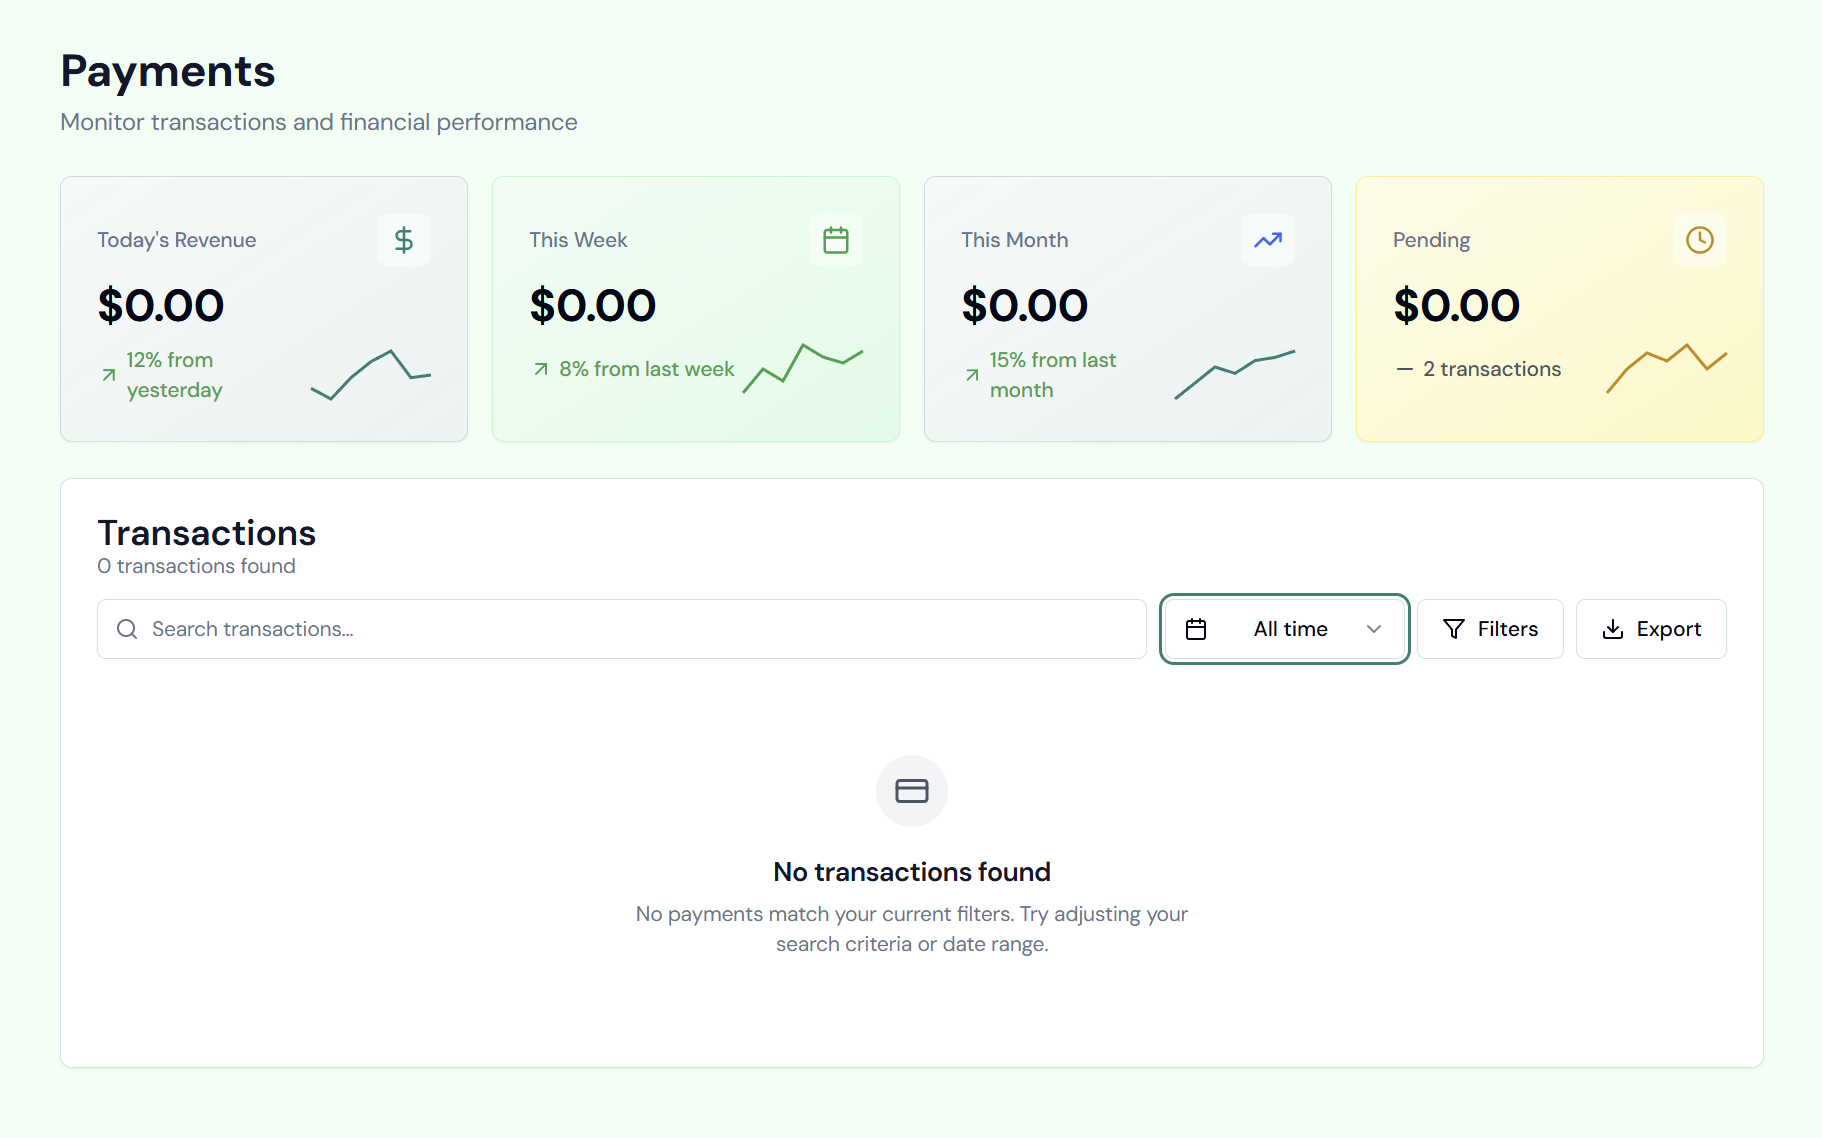 Payments
Monitor transactions and financial performance
Today's Revenue
$0.00
12% from
yesterday
This Week
$0.00
8% from last week
This Month
$0.00
15% from last
month
Pending
$0.00
2 transactions
Transactions
0 transactions found
Search transactions...
All time
Filters
Export
No transactions found
No payments match your current filters. Try adjusting your
search criteria or date range.